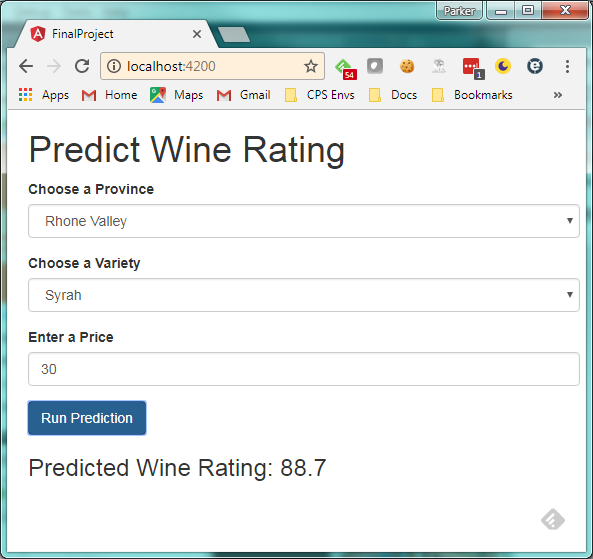 Parker
FinalProject
localhost:4200
54
1
Apps Home Maps Gmail CPS Envs Docs Bookmarks »
Predict Wine Rating
Choose a Province
Rhone Valley
Choose a Variety
Syrah
Enter a Price
30
Run Prediction
Predicted Wine Rating: 88.7